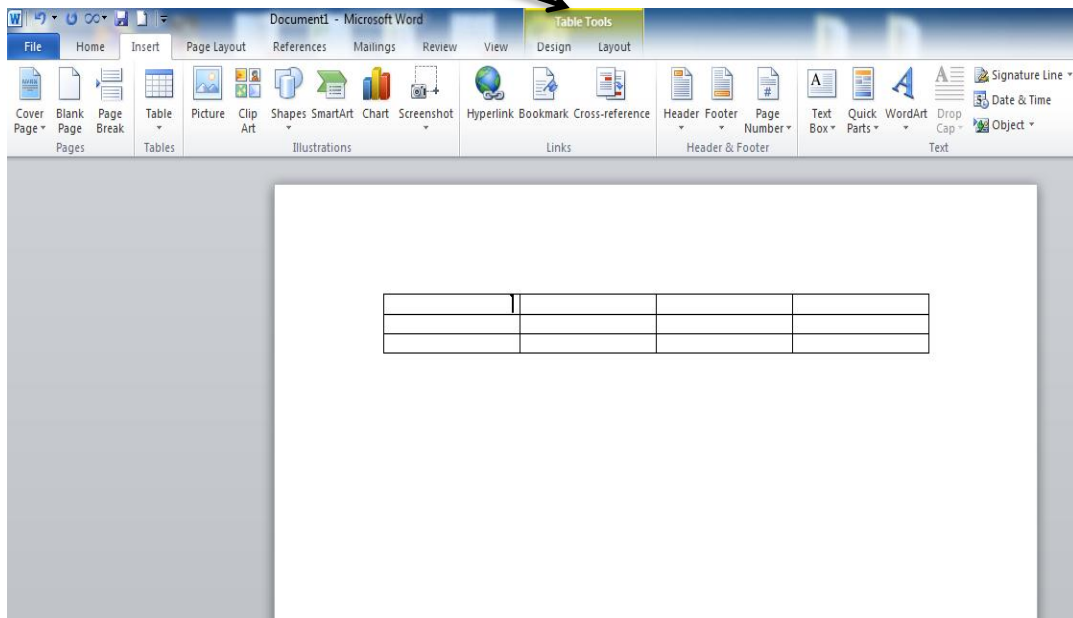 Document1 - Microsoft Word
Table Tools
File Home Insert Page Layout References Mailings Review View Design Layout
Cover Page
Blank Page
Page Break
Table
Picture
Clip Art
Shapes
SmartArt
Chart
Screenshot
Hyperlink
Bookmark
Cross-reference
Header
Footer
Page Number
Text Box
Quick Parts
WordArt
Drop Cap
Signature Line
Date & Time
Object
Pages Tables Illustrations Links Header & Footer Text